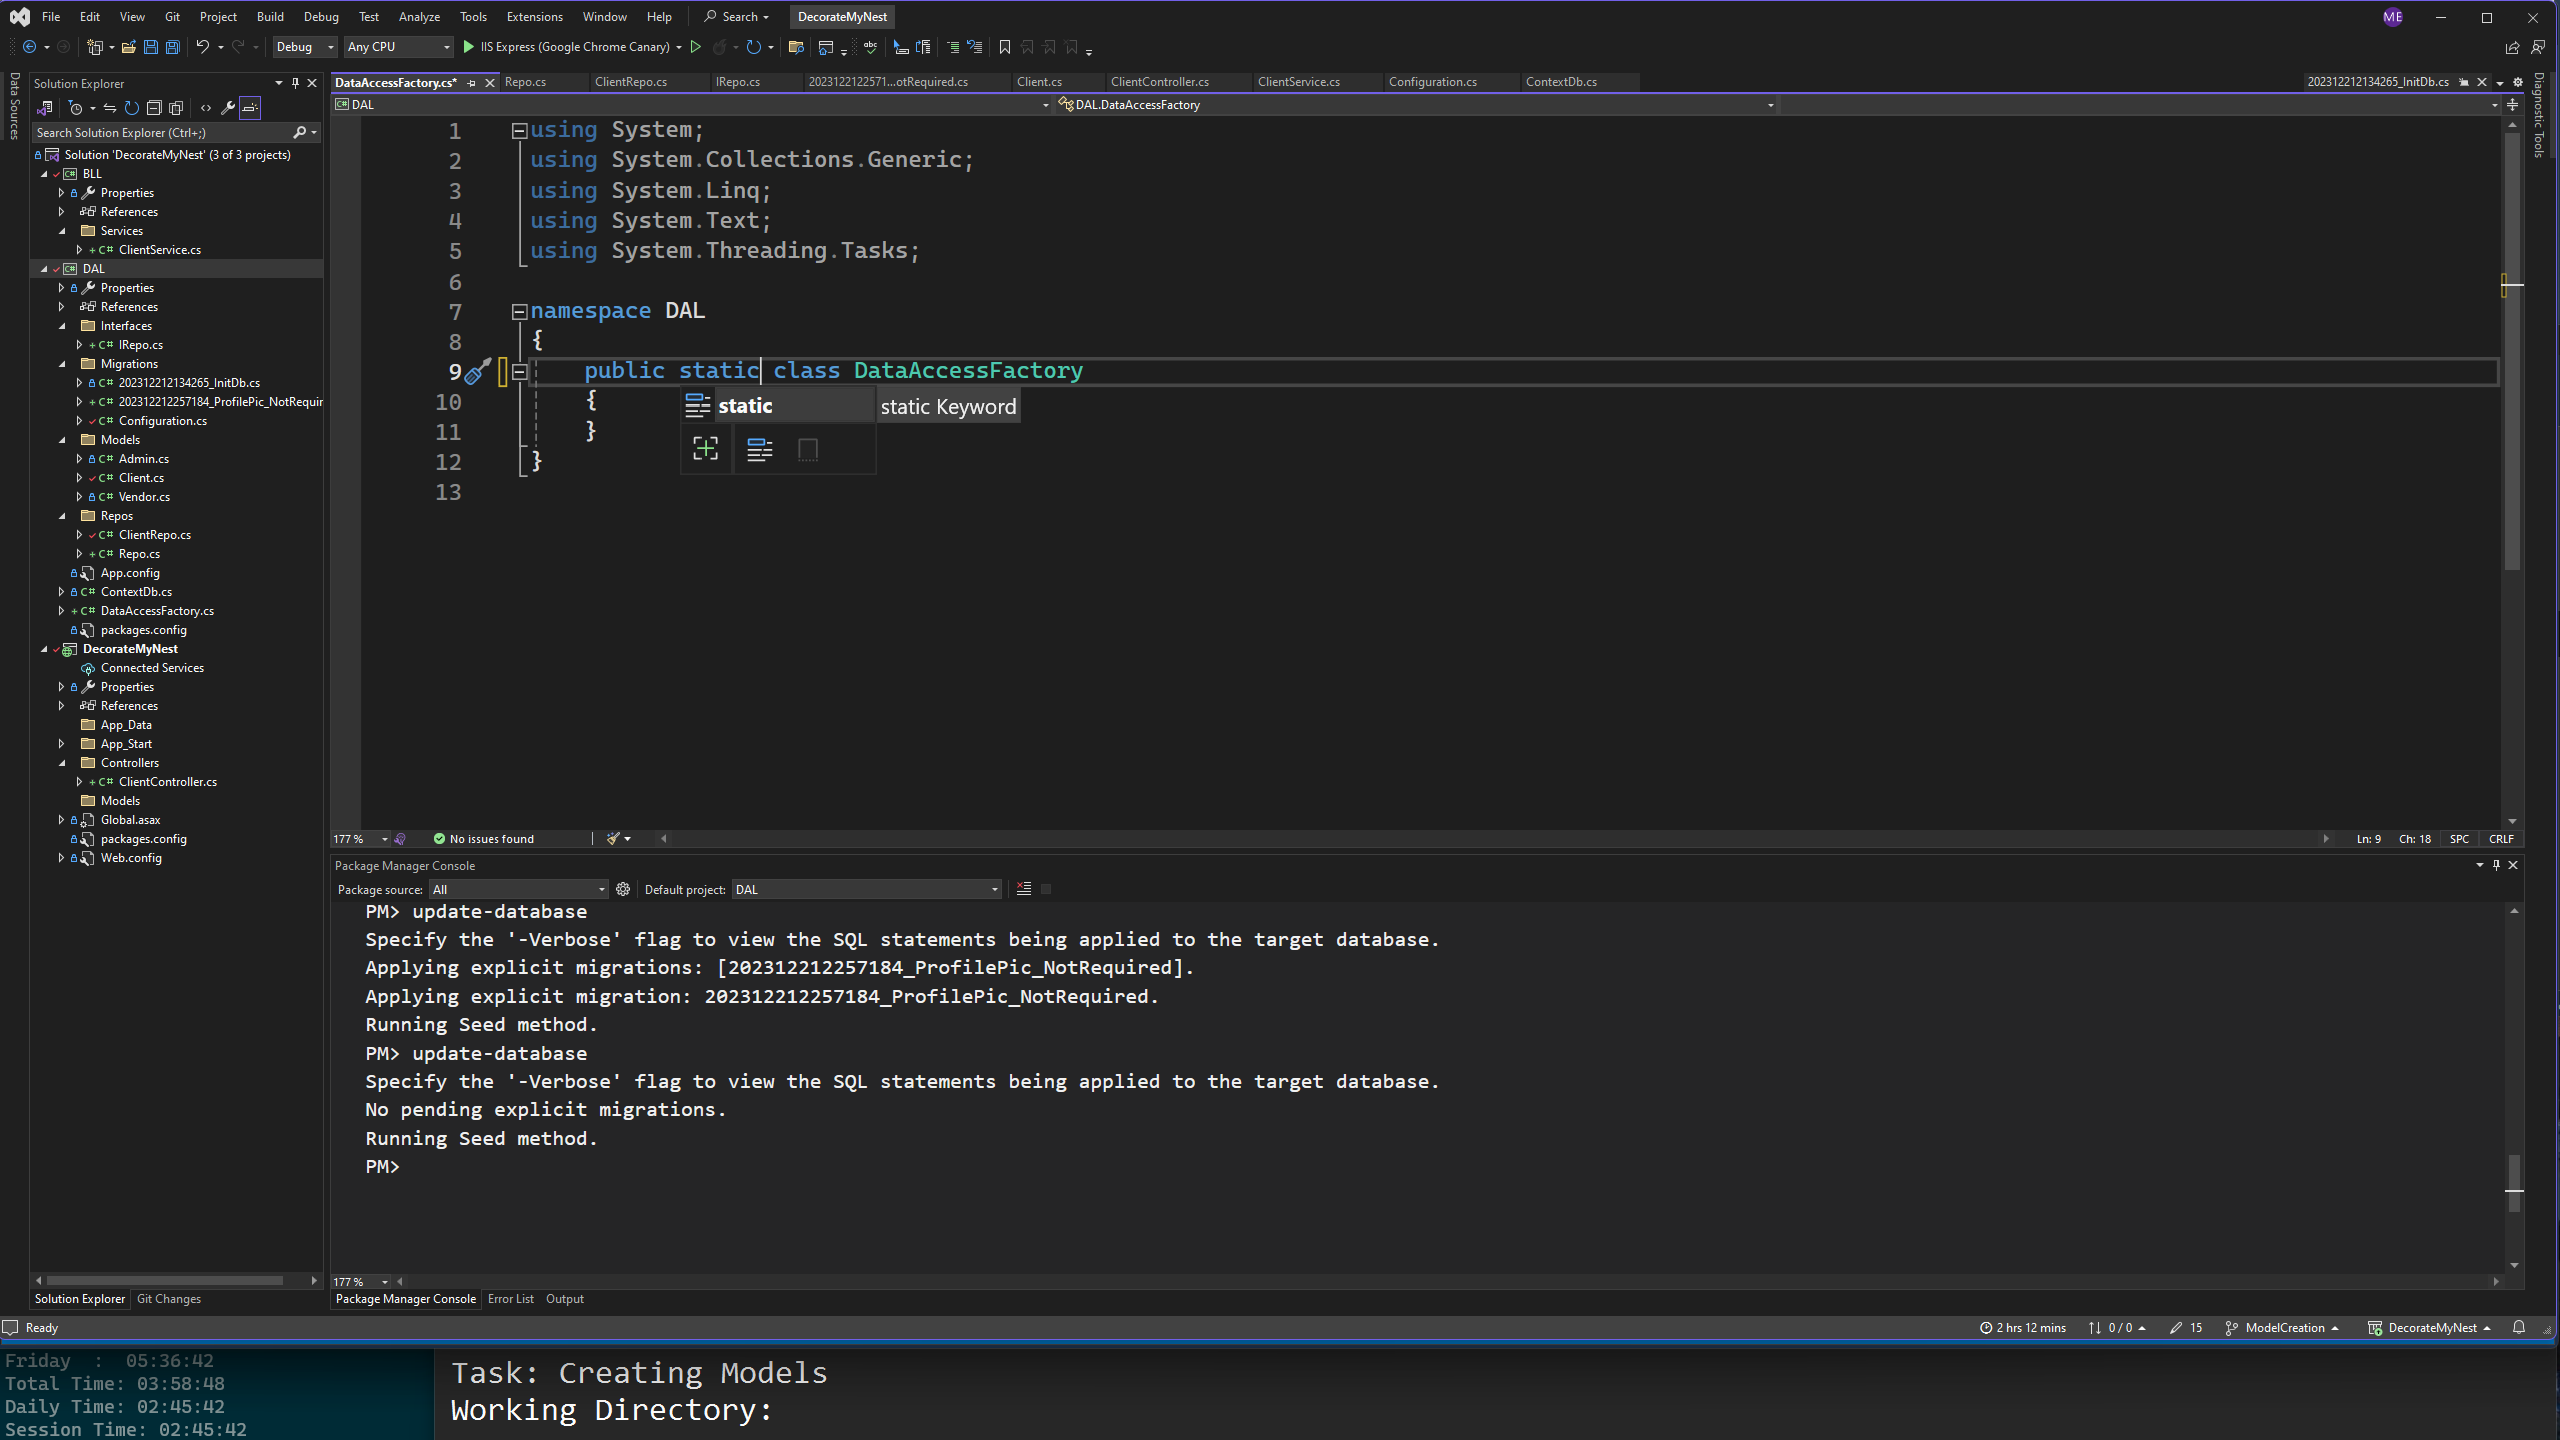 File Edit View Git Project Build Debug Test Analyze Tools Extensions Window Help Search DecorateMyNest ME
Debug Any CPU IIS Express (Google Chrome Canary)
Data Sources
Solution Explorer
Search Solution Explorer (Ctrl+;)
Solution 'DecorateMyNest' (3 of 3 projects)
BLL
Properties
References
Services
C# ClientService.cs
DAL
Properties
References
Interfaces
C# IRepo.cs
Migrations
C# 202312212134265_InitDb.cs
C# 202312212257184_ProfilePic_NotRequir
C# Configuration.cs
Models
C# Admin.cs
C# Client.cs
C# Vendor.cs
Repos
C# ClientRepo.cs
C# Repo.cs
App.config
C# ContextDb.cs
C# DataAccessFactory.cs
packages.config
DecorateMyNest
Connected Services
Properties
References
App_Data
App_Start
Controllers
C# ClientController.cs
Models
Global.asax
packages.config
Web.config
Solution Explorer Git Changes
DataAccessFactory.cs* Repo.cs ClientRepo.cs IRepo.cs 2023122122571...otRequired.cs Client.cs ClientController.cs ClientService.cs Configuration.cs ContextDb.cs 202312212134265_InitDb.cs
DAL DAL.DataAccessFactory
1 using System;
2 using System.Collections.Generic;
3 using System.Linq;
4 using System.Text;
5 using System.Threading.Tasks;
6
7 namespace DAL
8 {
9 public static class DataAccessFactory
10 {
11 }
12 }
13
static static Keyword
177 % No issues found Ln: 9 Ch: 18 SPC CRLF
Diagnostic Tools
Package Manager Console
Package source: All Default project: DAL
PM> update-database
Specify the '-Verbose' flag to view the SQL statements being applied to the target database.
Applying explicit migrations: [202312212257184_ProfilePic_NotRequired].
Applying explicit migration: 202312212257184_ProfilePic_NotRequired.
Running Seed method.
PM> update-database
Specify the '-Verbose' flag to view the SQL statements being applied to the target database.
No pending explicit migrations.
Running Seed method.
PM>
177 %
Package Manager Console Error List Output
Ready 2 hrs 12 mins 0 / 0 15 ModelCreation DecorateMyNest
Friday : 05:36:42
Total Time: 03:58:48
Daily Time: 02:45:42
Session Time: 02:45:42
Task: Creating Models
Working Directory: